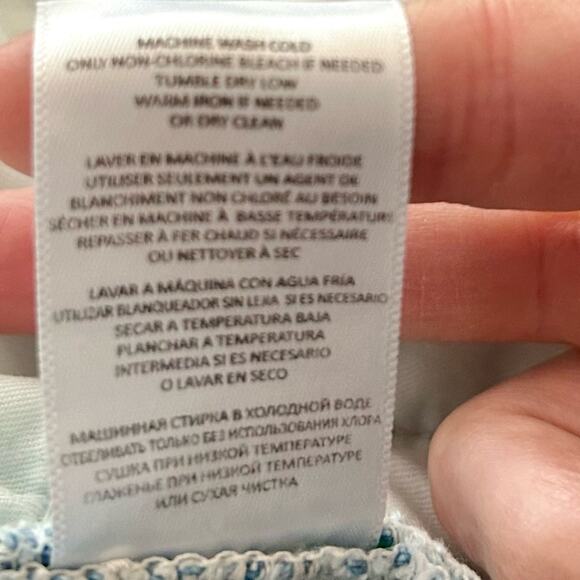 MACHINE WASH COLD
ONLY NON-CHLORINE BLEACH IF NEEDED
TUMBLE DRY LOW
WARM IRON IF NEEDED
OR DRY CLEAN
LAVER EN MACHINE À L'EAU FROIDE
UTILISER SEULEMENT UN AGENT DE
BLANCHIMENT NON CHLORÉ AU BESOIN
SÉCHER EN MACHINE À BASSE TEMPÉRATURE
REPASSER À FER CHAUD SI NÉCESSAIRE
OU NETTOYER À SEC
LAVAR A MÁQUINA CON AGUA FRÍA
UTILIZAR BLANQUEADOR SIN LEJIA SI ES NECESARIO
SECAR A TEMPERATURA BAJA
PLANCHAR A TEMPERATURA
INTERMEDIA SI ES NECESARIO
O LAVAR EN SECO
МАШИННАЯ СТИРКА В ХОЛОДНОЙ ВОДЕ
ОТБЕЛИВАТЬ ТОЛЬКО БЕЗ ИСПОЛЬЗОВАНИЯ ХЛОРА
СУШКА ПРИ НИЗКОЙ ТЕМПЕРАТУРЕ
ГЛАЖЕНЬЕ ПРИ НИЗКОЙ ТЕМПЕРАТУРЕ
ИЛИ СУХАЯ ЧИСТКА